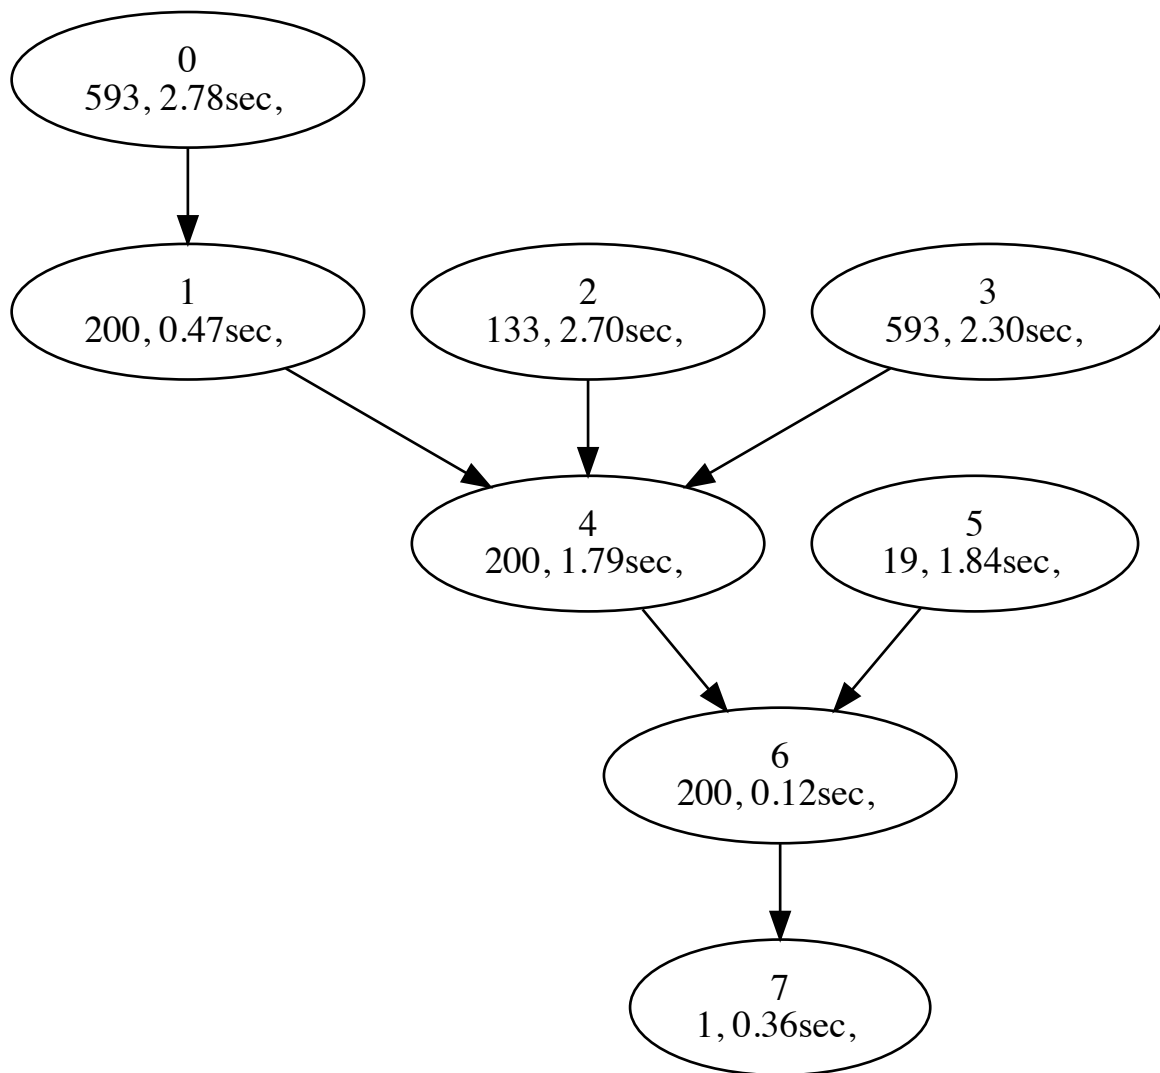 0
593, 2.78sec,
1
200, 0.47sec,
2
133, 2.70sec,
3
593, 2.30sec,
4
200, 1.79sec,
5
19, 1.84sec,
6
200, 0.12sec,
7
1, 0.36sec,